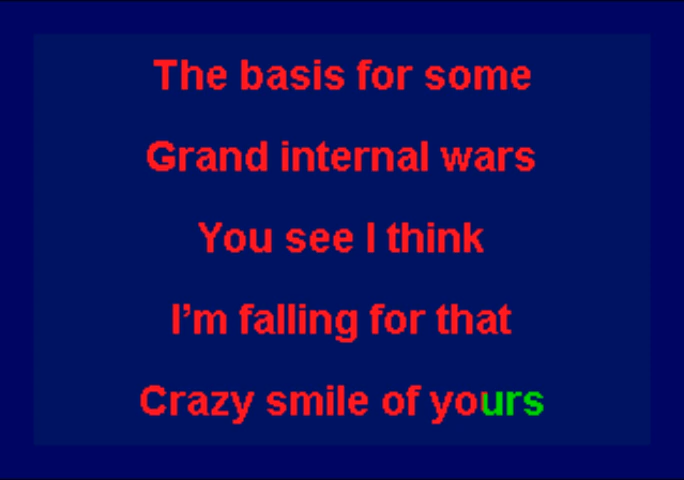 The basis for some
Grand internal wars
You see I think
I’m falling for that
Crazy smile of yours